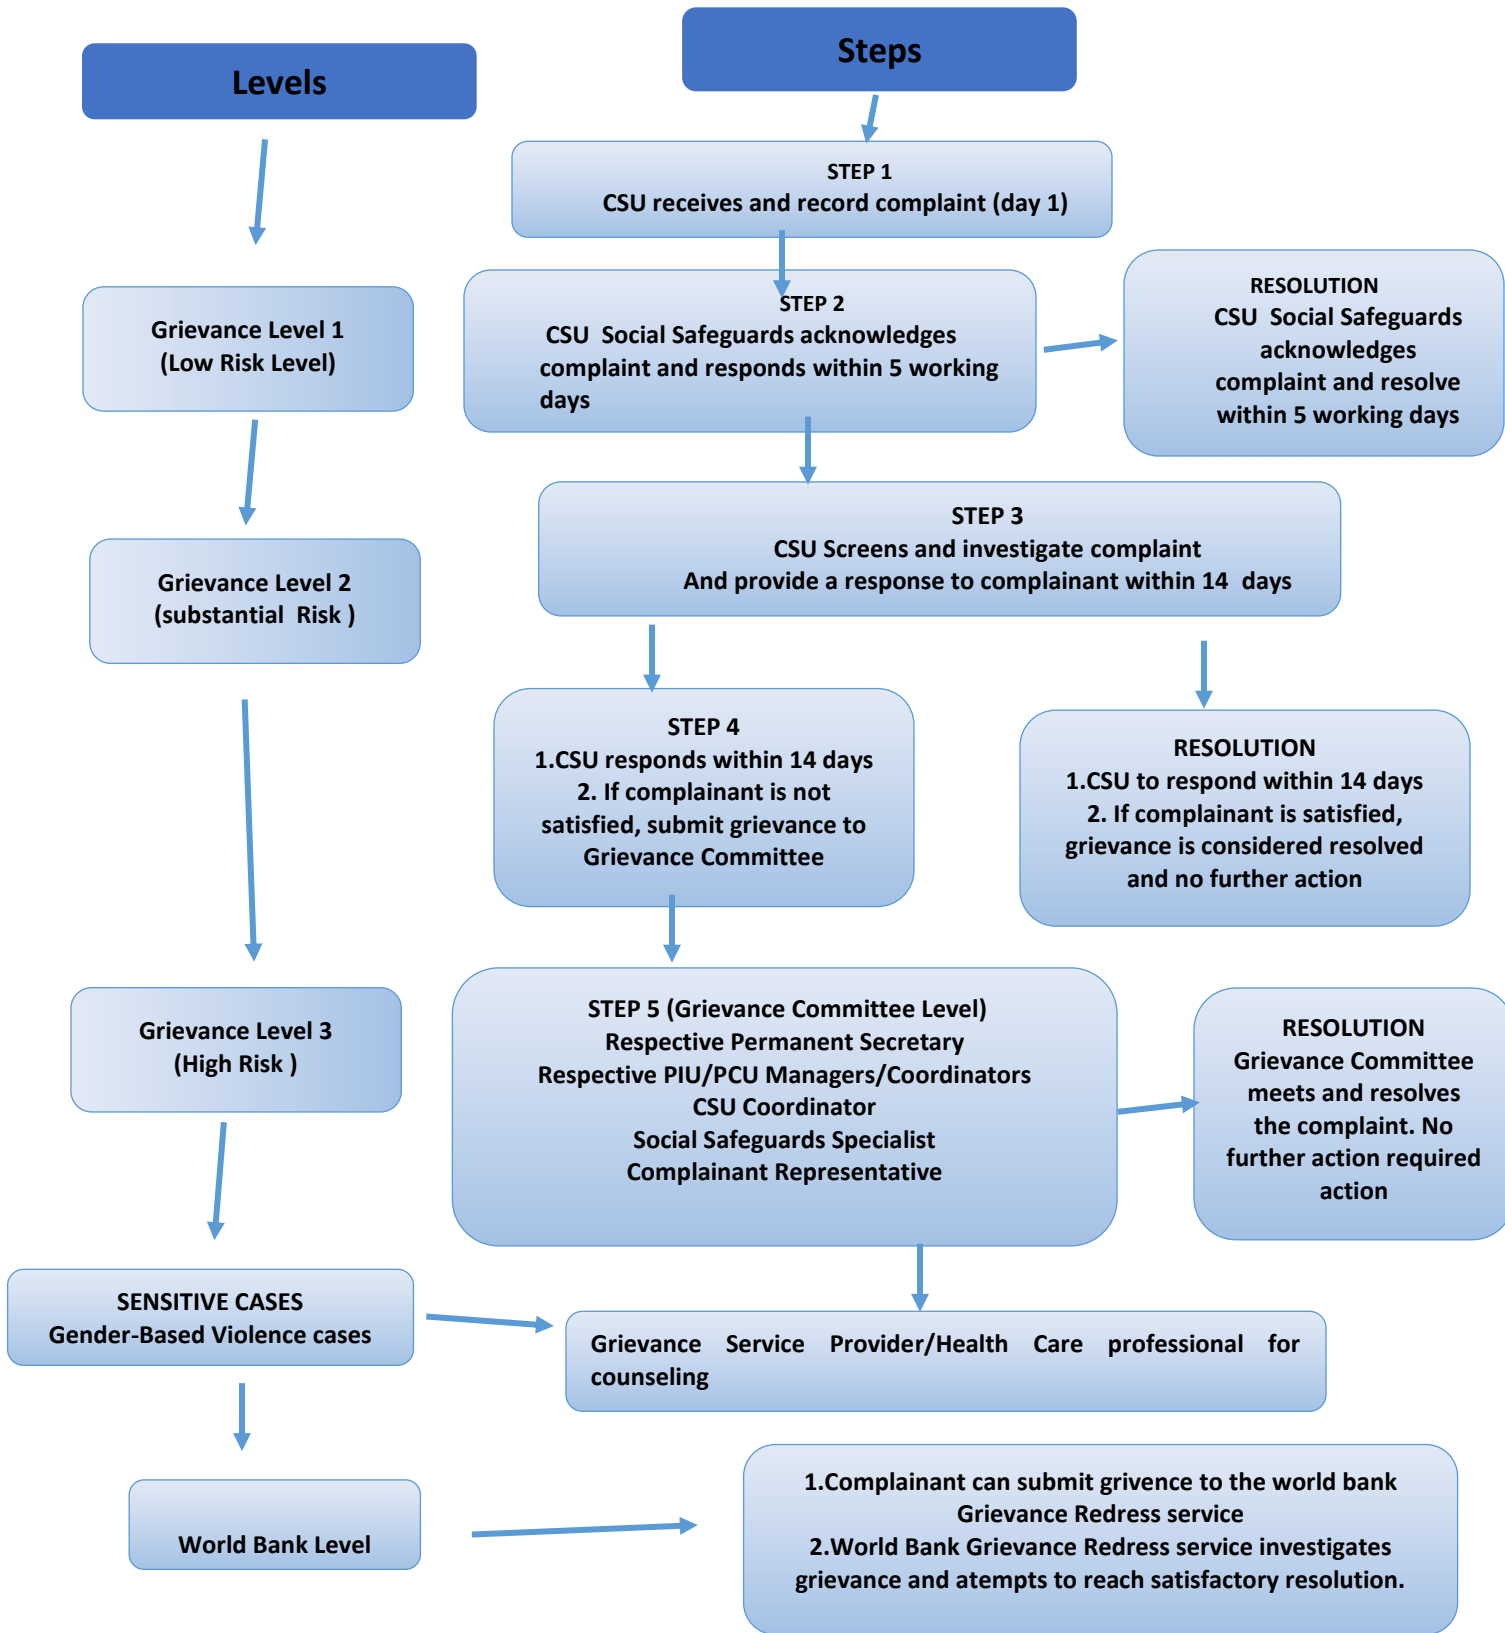 Levels
Steps
STEP 1
CSU receives and record complaint (day 1)
Grievance Level 1
(Low Risk Level)
STEP 2
CSU Social Safeguards acknowledges
complaint and responds within 5 working
days
RESOLUTION
CSU Social Safeguards
acknowledges
complaint and resolve
within 5 working days
Grievance Level 2
(substantial Risk )
STEP 3
CSU Screens and investigate complaint
And provide a response to complainant within 14 days
STEP 4
1.CSU responds within 14 days
2. If complainant is not
satisfied, submit grievance to
Grievance Committee
RESOLUTION
1.CSU to respond within 14 days
2. If complainant is satisfied,
grievance is considered resolved
and no further action
Grievance Level 3
(High Risk )
STEP 5 (Grievance Committee Level)
Respective Permanent Secretary
Respective PIU/PCU Managers/Coordinators
CSU Coordinator
Social Safeguards Specialist
Complainant Representative
RESOLUTION
Grievance Committee
meets and resolves
the complaint. No
further action required
action
SENSITIVE CASES
Gender-Based Violence cases
Grievance Service Provider/Health Care professional for
counseling
World Bank Level
1.Complainant can submit grivence to the world bank
Grievance Redress service
2.World Bank Grievance Redress service investigates
grievance and atempts to reach satisfactory resolution.